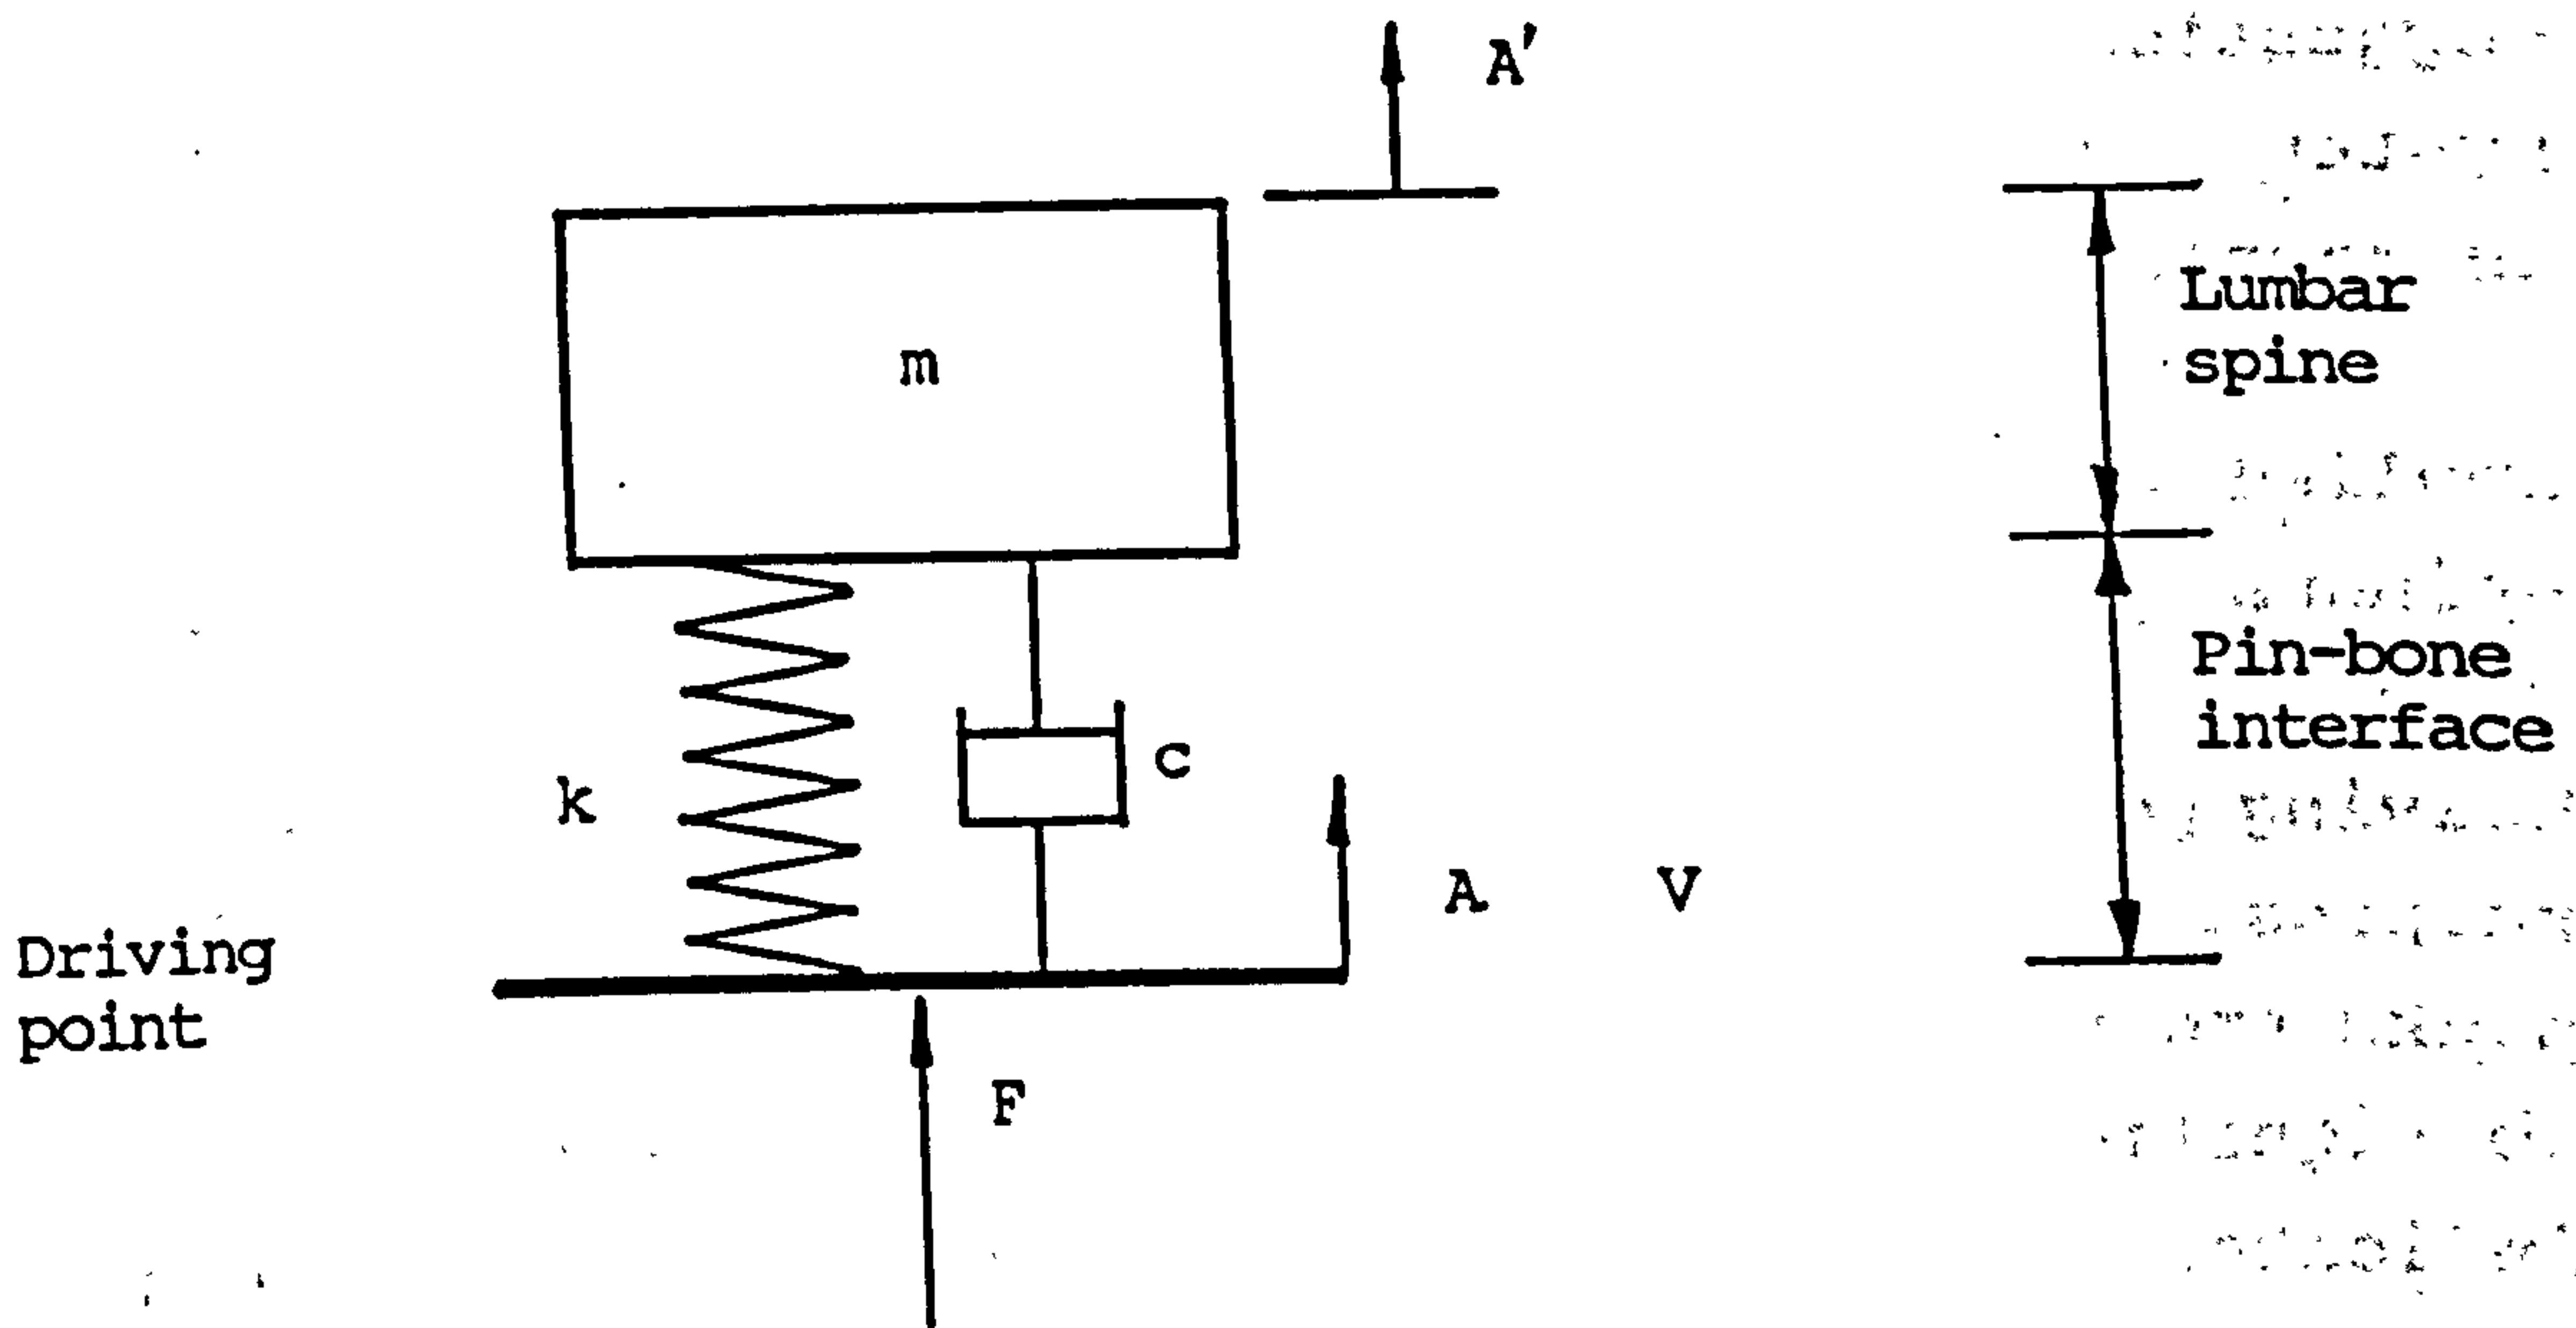 A'
Lumbar
spine
m
Pin-bone
interface
c
k
A
V
Driving
point
F